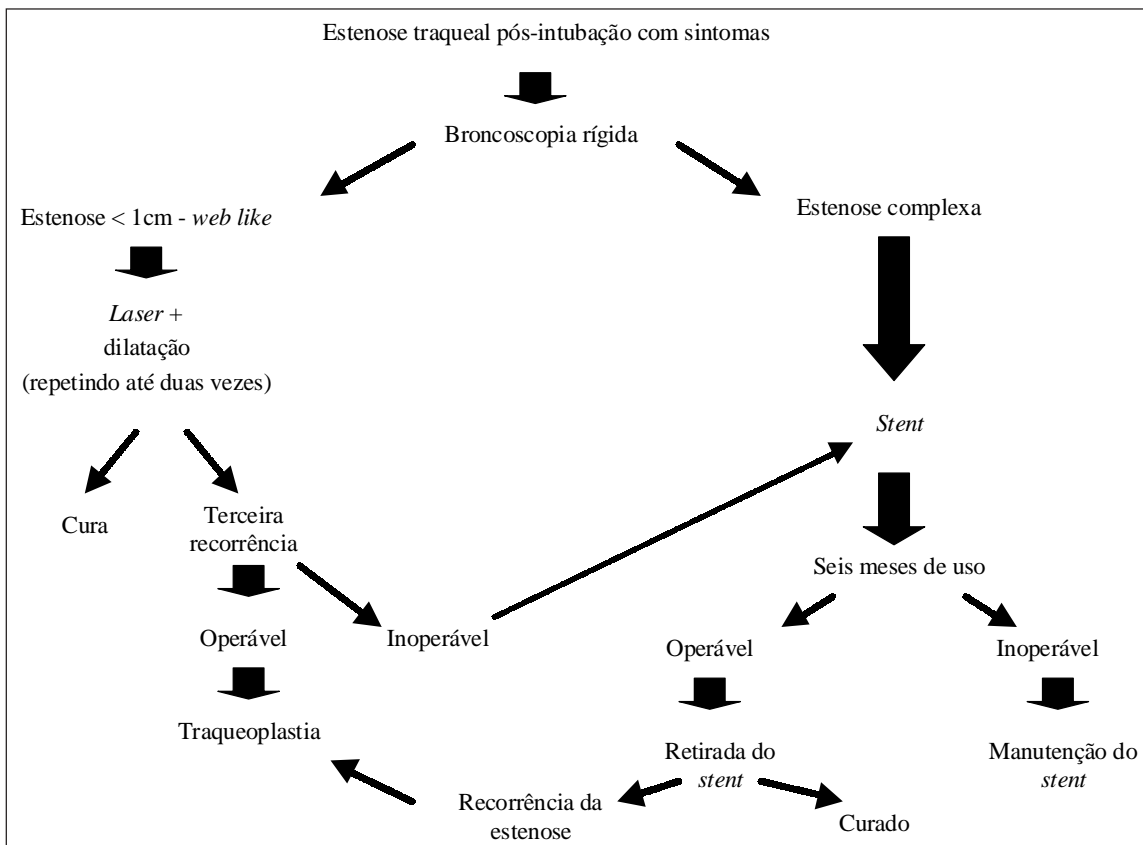 Estenose traqueal pós-intubação com sintomas
Broncoscopia rígida
Estenose < 1cm - web like
Estenose complexa
Laser +
dilatação
(repetindo até duas vezes)
Stent
Cura
Terceira
recorrência
Seis meses de uso
Operável
Inoperável
Operável
Inoperável
Traqueoplastia
Retirada do
stent
Manutenção do
stent
Recorrência da
estenose
Curado